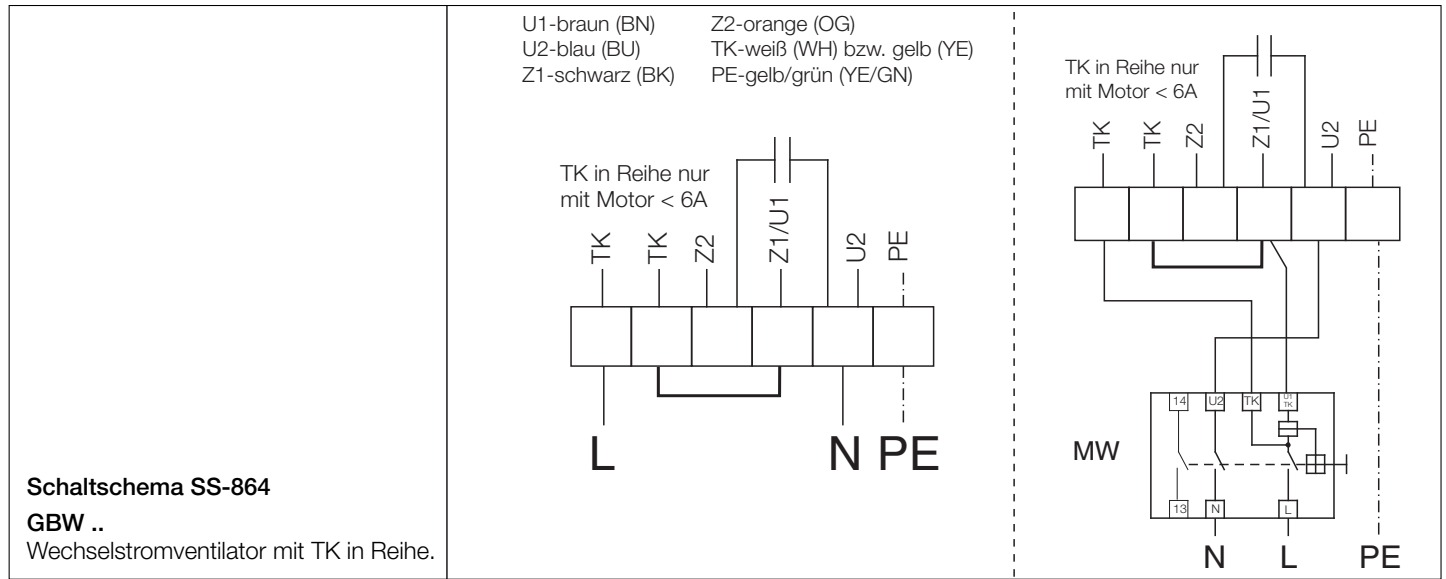 U1-braun (BN) Z2-orange (OG)
U2-blau (BU) TK-weiß (WH) bzw. gelb (YE)
Z1-schwarz (BK) PE-gelb/grün (YE/GN)
TK in Reihe nur
mit Motor < 6A
TK TK Z2 Z1/U1 U2 PE
L N PE
TK in Reihe nur
mit Motor < 6A
TK TK Z2 Z1/U1 U2 PE
14 U2 TK U1
TK
MW
13 N L
N L PE
Schaltschema SS-864
GBW ..
Wechselstromventilator mit TK in Reihe.